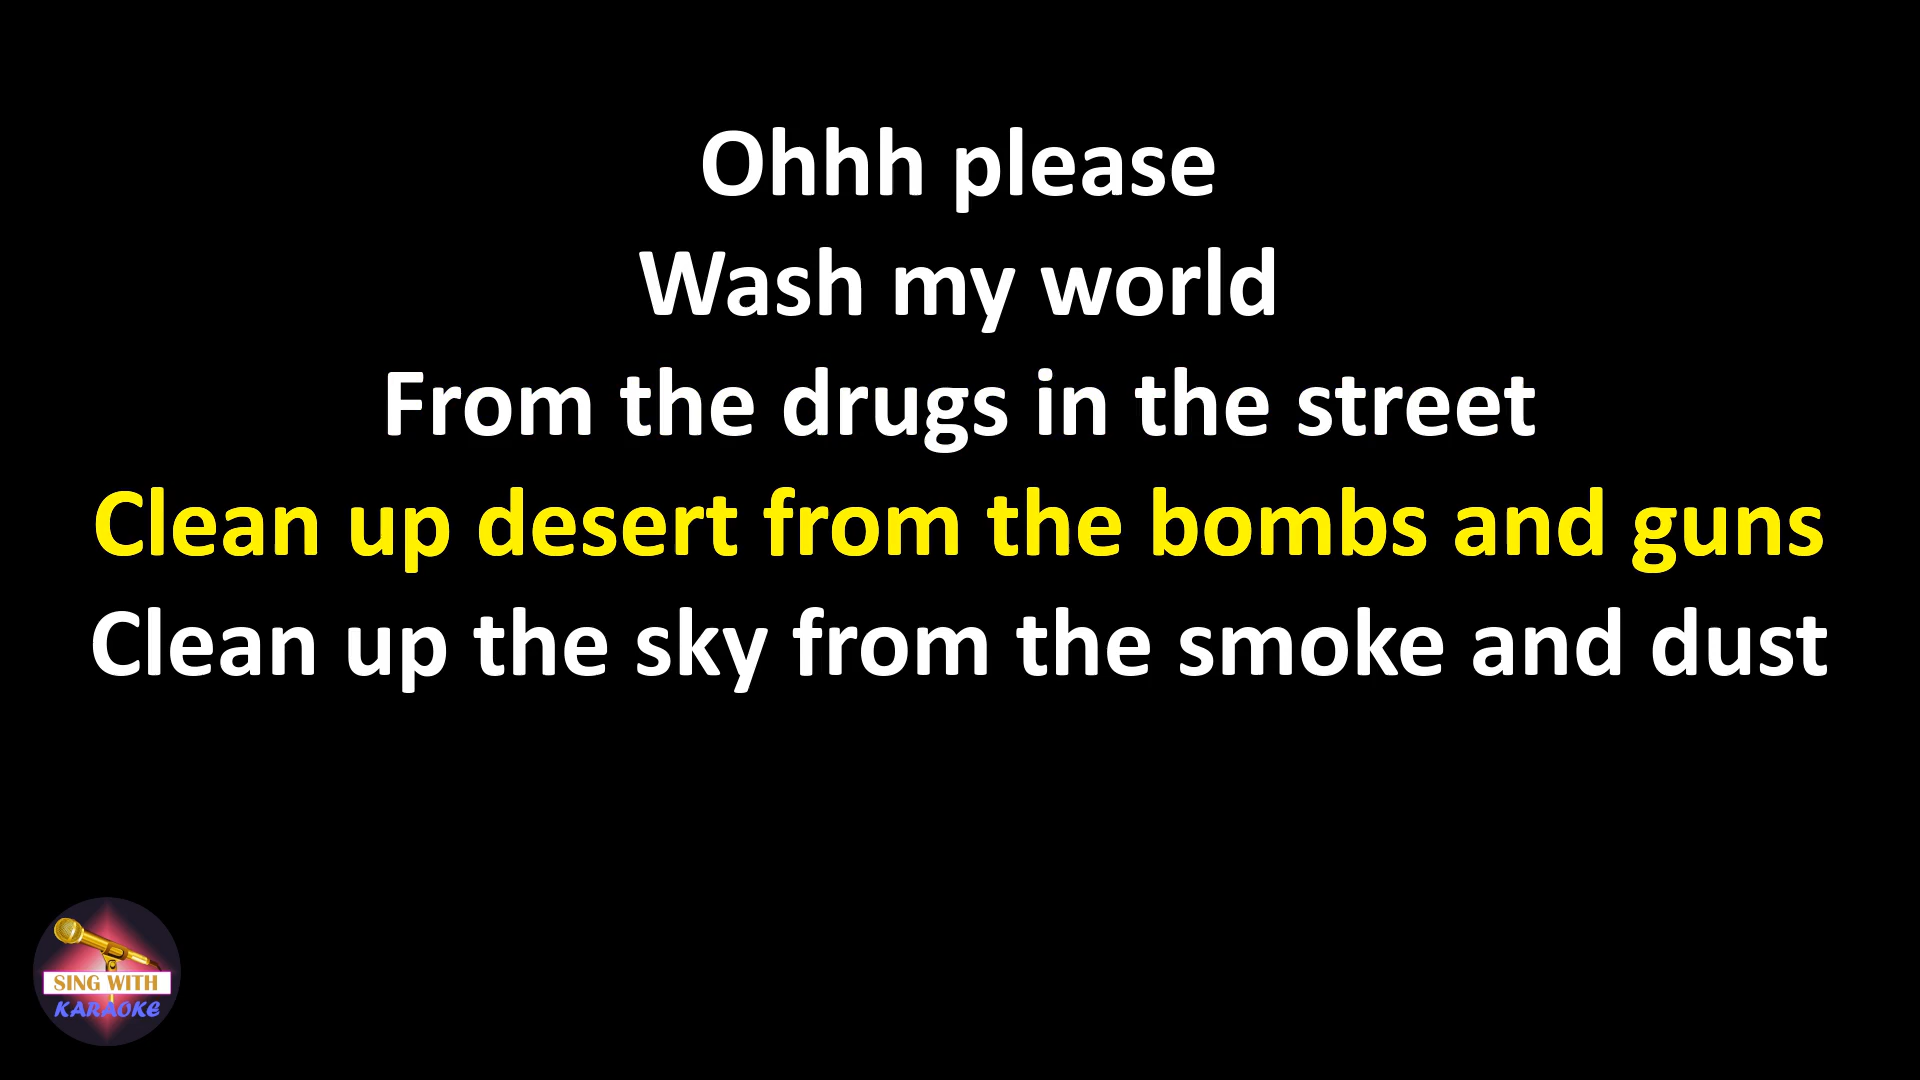 Ohhh please
Wash my world
From the drugs in the street
Clean up desert from the bombs and guns
Clean up the sky from the smoke and dust
SING WITH
KARAOKE